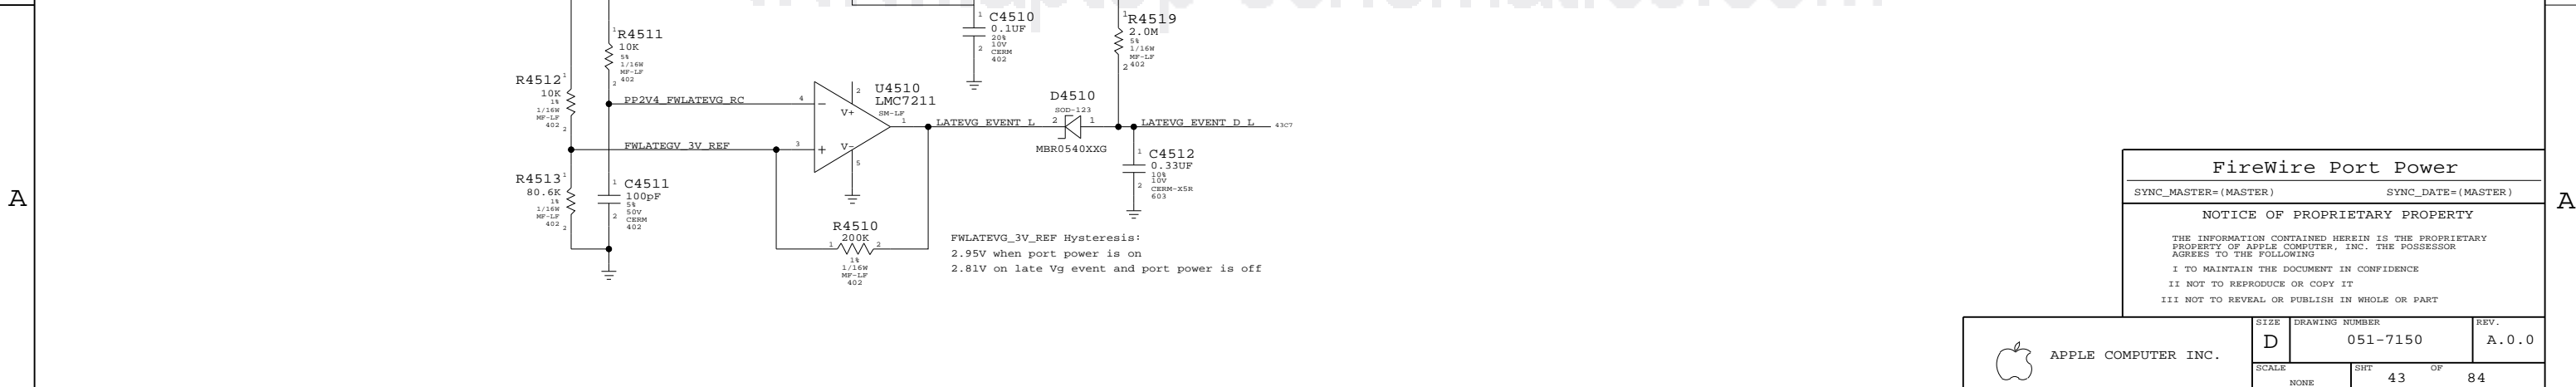 C4510
0.1UF
20%
10V
CERM
402
R4519
2.0M
5%
1/16W
MF-LF
402
R4511
10K
5%
1/16W
MF-LF
402
R4512
10K
1%
1/16W
MF-LF
402
PP2V4_FWLATEVG_RC
U4510
LMC7211
SM-LF
V+
V-
4
3
2
5
1
LATEVG_EVENT_L
D4510
SOD-123
2
1
MBR0540XXG
LATEVG_EVENT_D_L
43C7
FWLATEGV_3V_REF
R4513
80.6K
1%
1/16W
MF-LF
402
C4511
100pF
5%
50V
CERM
402
C4512
0.33UF
10%
10V
CERM-X5R
603
R4510
200K
1%
1/16W
MF-LF
402
FWLATEVG_3V_REF Hysteresis:
2.95V when port power is on
2.81V on late Vg event and port power is off
A
A
FireWire Port Power
SYNC_MASTER=(MASTER) SYNC_DATE=(MASTER)
NOTICE OF PROPRIETARY PROPERTY
THE INFORMATION CONTAINED HEREIN IS THE PROPRIETARY
PROPERTY OF APPLE COMPUTER, INC. THE POSSESSOR
AGREES TO THE FOLLOWING
I TO MAINTAIN THE DOCUMENT IN CONFIDENCE
II NOT TO REPRODUCE OR COPY IT
III NOT TO REVEAL OR PUBLISH IN WHOLE OR PART
APPLE COMPUTER INC.
SIZE
D
DRAWING NUMBER
051-7150
REV.
A.0.0
SCALE
NONE
SHT
43
OF
84